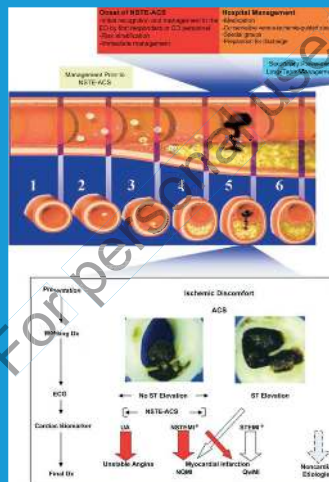 Onset of NSTE-ACS
-Initial recognition and management in the
ED by first responders or ED personnel
-Risk stratification
-Immediate management
Hospital Management
-Medication
-Conservative versus
-Special groups
-Preparation for discharge
Management Prior to
NSTE-ACS
Secondary Prevention/
Long-Term Management
1 2 3 4 5 6
For personal use
Presentation
Ischemic Discomfort
ACS
Working Dx
ECG
No ST Elevation
ST Elevation
NSTE-ACS
Cardiac Biomarker
UA
NSTEMI
STEMI
Unstable Angina
Myocardial Infarction
NQMI
QwMI
Noncardiac
Etiologies
Final Dx